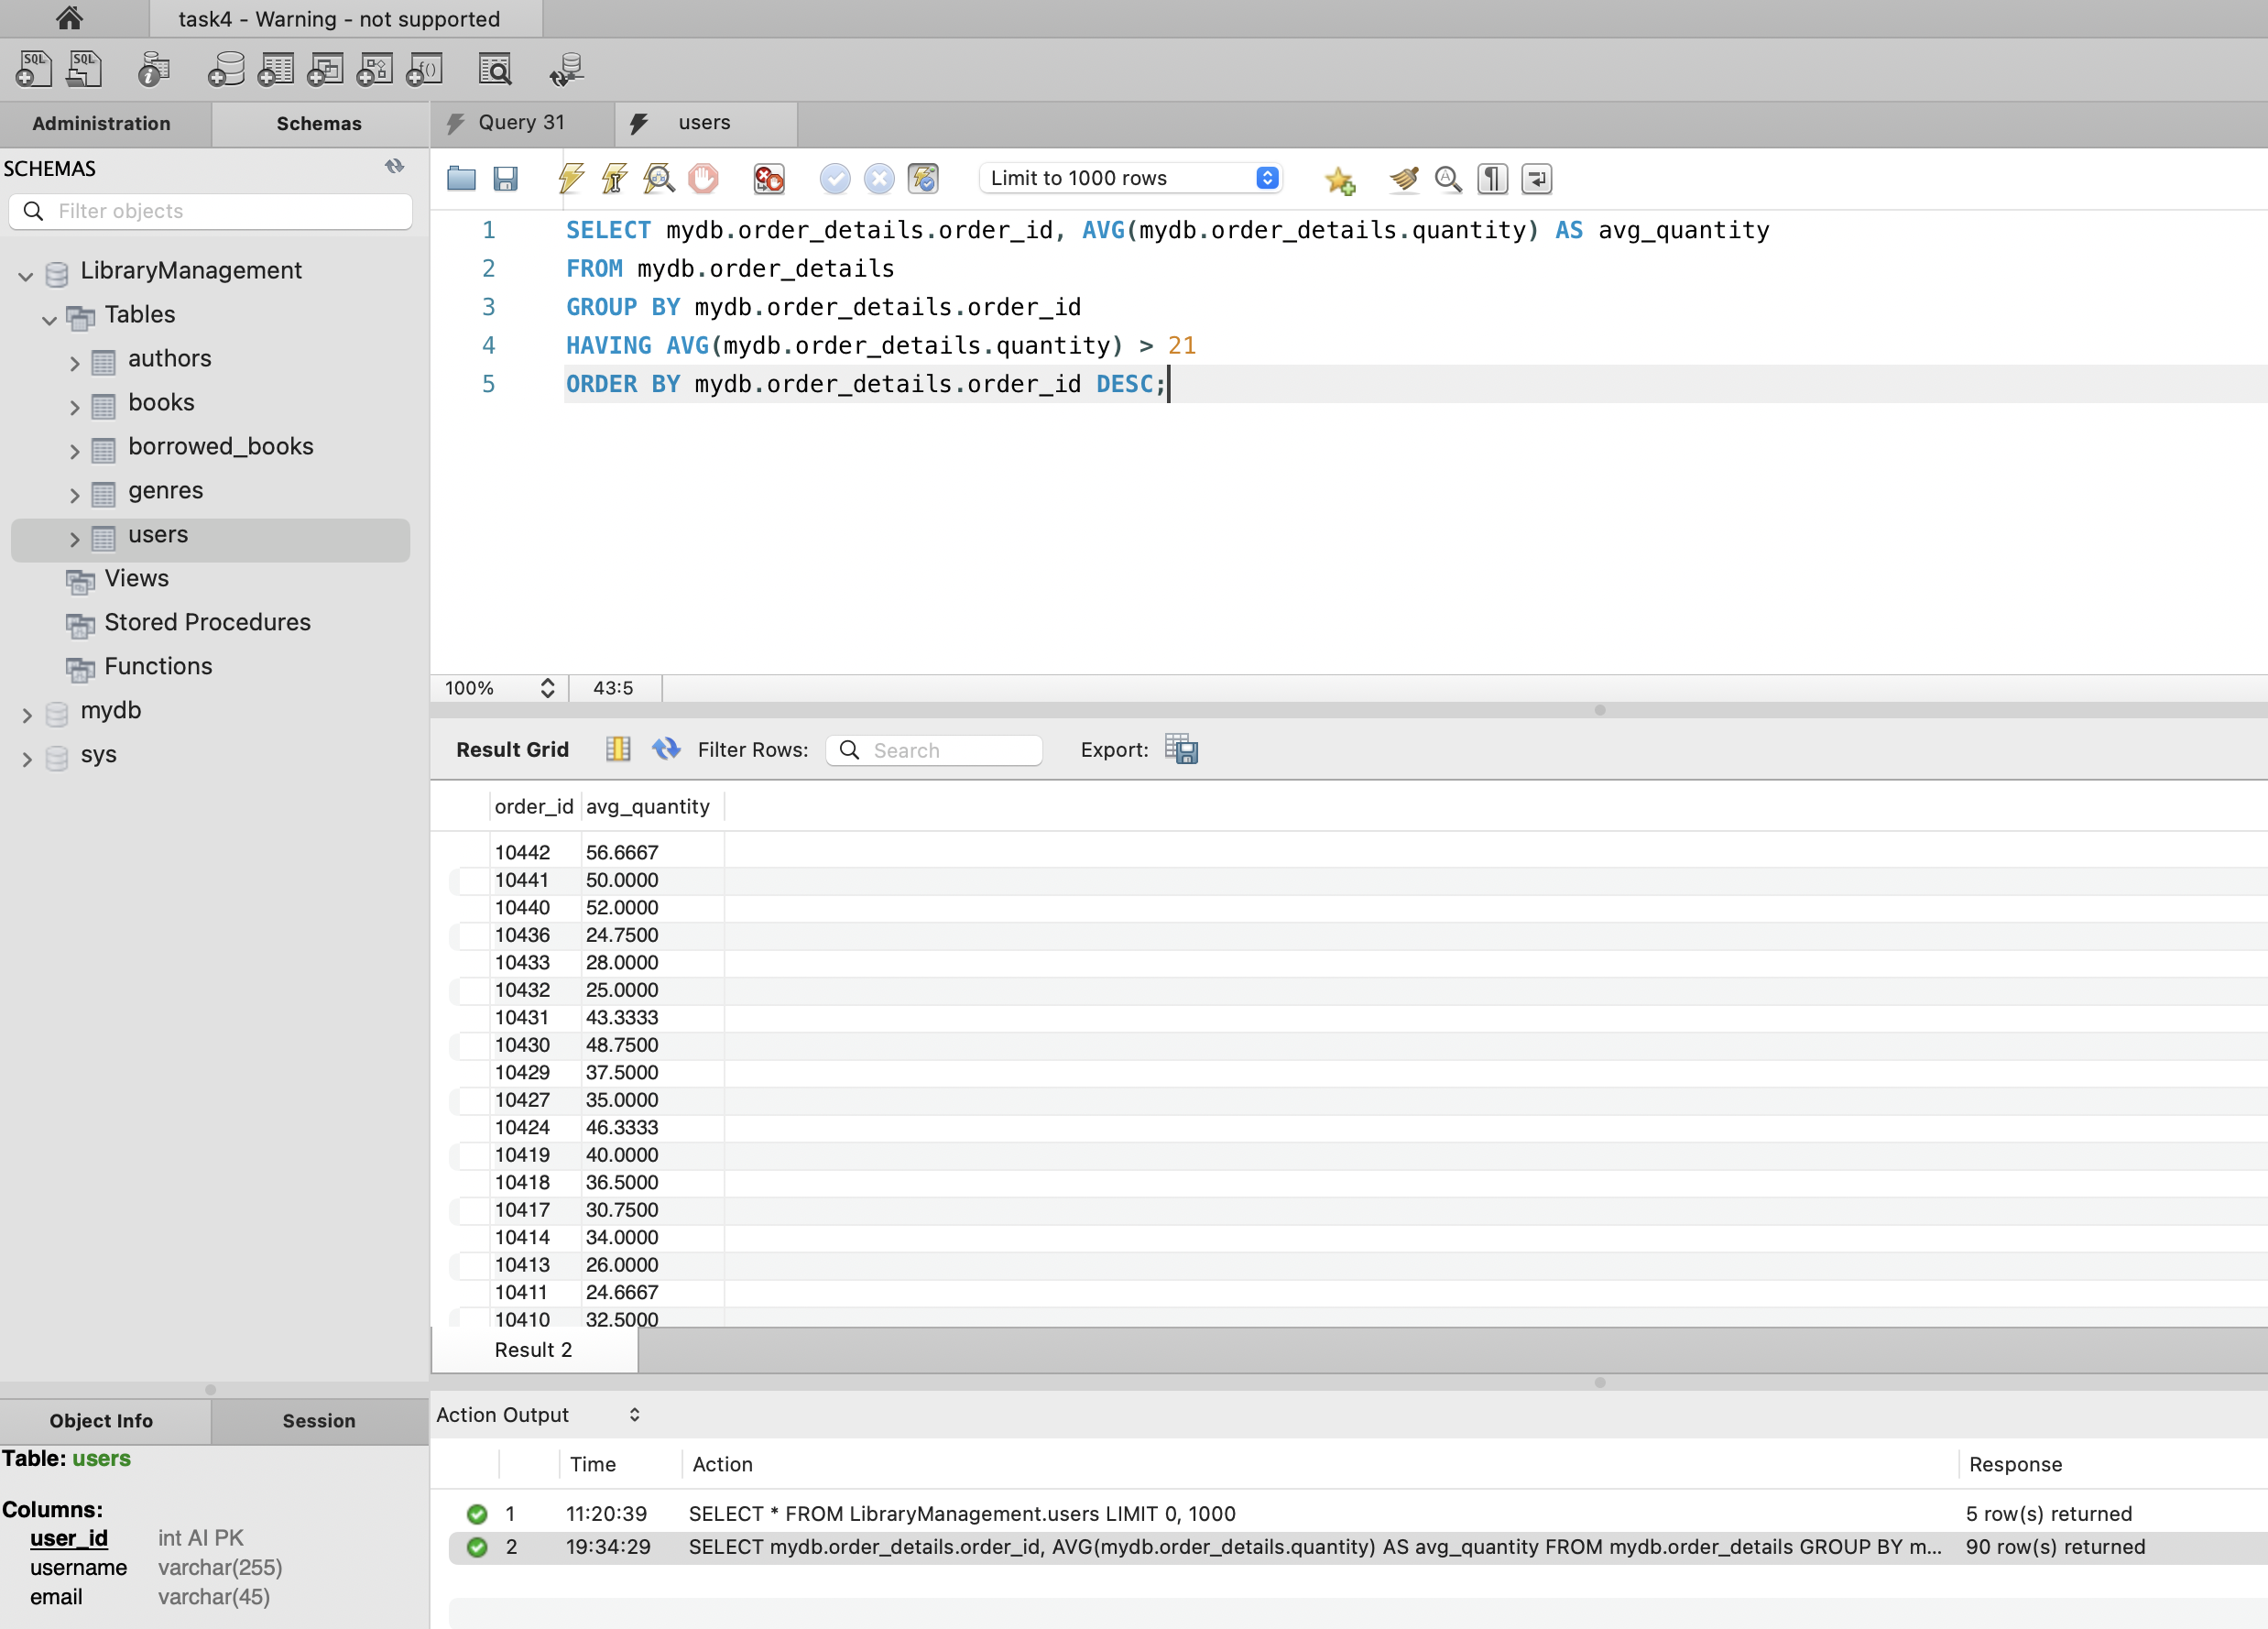 task4 - Warning - not supported
SQL SQL
Administration Schemas
Query 31 users
SCHEMAS
Filter objects
Limit to 1000 rows
LibraryManagement
Tables
authors
books
borrowed_books
genres
users
Views
Stored Procedures
Functions
mydb
sys
1 SELECT mydb.order_details.order_id, AVG(mydb.order_details.quantity) AS avg_quantity
2 FROM mydb.order_details
3 GROUP BY mydb.order_details.order_id
4 HAVING AVG(mydb.order_details.quantity) > 21
5 ORDER BY mydb.order_details.order_id DESC;
100% 43:5
Result Grid Filter Rows: Search Export:
order_id avg_quantity
10442 56.6667
10441 50.0000
10440 52.0000
10436 24.7500
10433 28.0000
10432 25.0000
10431 43.3333
10430 48.7500
10429 37.5000
10427 35.0000
10424 46.3333
10419 40.0000
10418 36.5000
10417 30.7500
10414 34.0000
10413 26.0000
10411 24.6667
10410 32.5000
Result 2
Object Info Session
Table: users
Columns:
user_id int AI PK
username varchar(255)
email varchar(45)
Action Output
Time Action Response
1 11:20:39 SELECT * FROM LibraryManagement.users LIMIT 0, 1000 5 row(s) returned
2 19:34:29 SELECT mydb.order_details.order_id, AVG(mydb.order_details.quantity) AS avg_quantity FROM mydb.order_details GROUP BY m... 90 row(s) returned